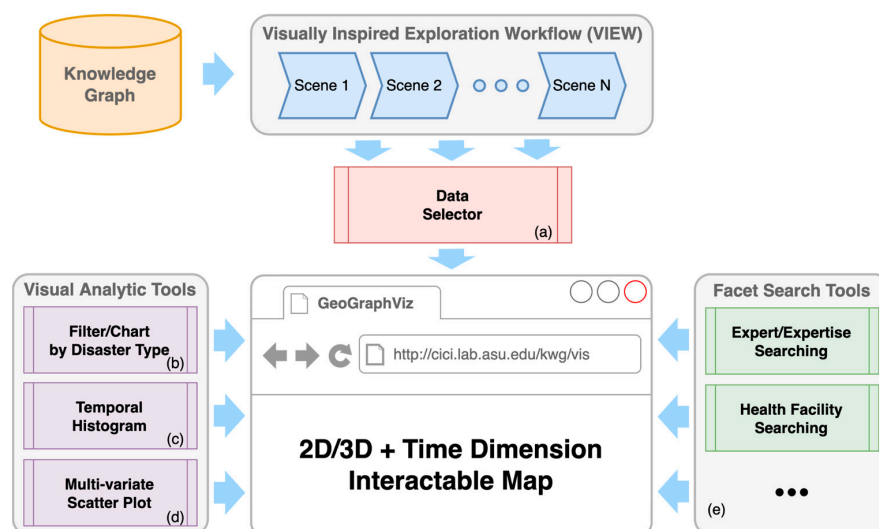 Visually Inspired Exploration Workflow (VIEW)
Knowledge
Graph
Scene 1
Scene 2
Scene N
Data
Selector
(a)
Visual Analytic Tools
Filter/Chart
by Disaster Type
(b)
Temporal
Histogram
(c)
Multi-variate
Scatter Plot
(d)
GeoGraphViz
http://cici.lab.asu.edu/kwg/vis
2D/3D + Time Dimension
Interactable Map
Facet Search Tools
Expert/Expertise
Searching
Health Facility
Searching
•••
(e)